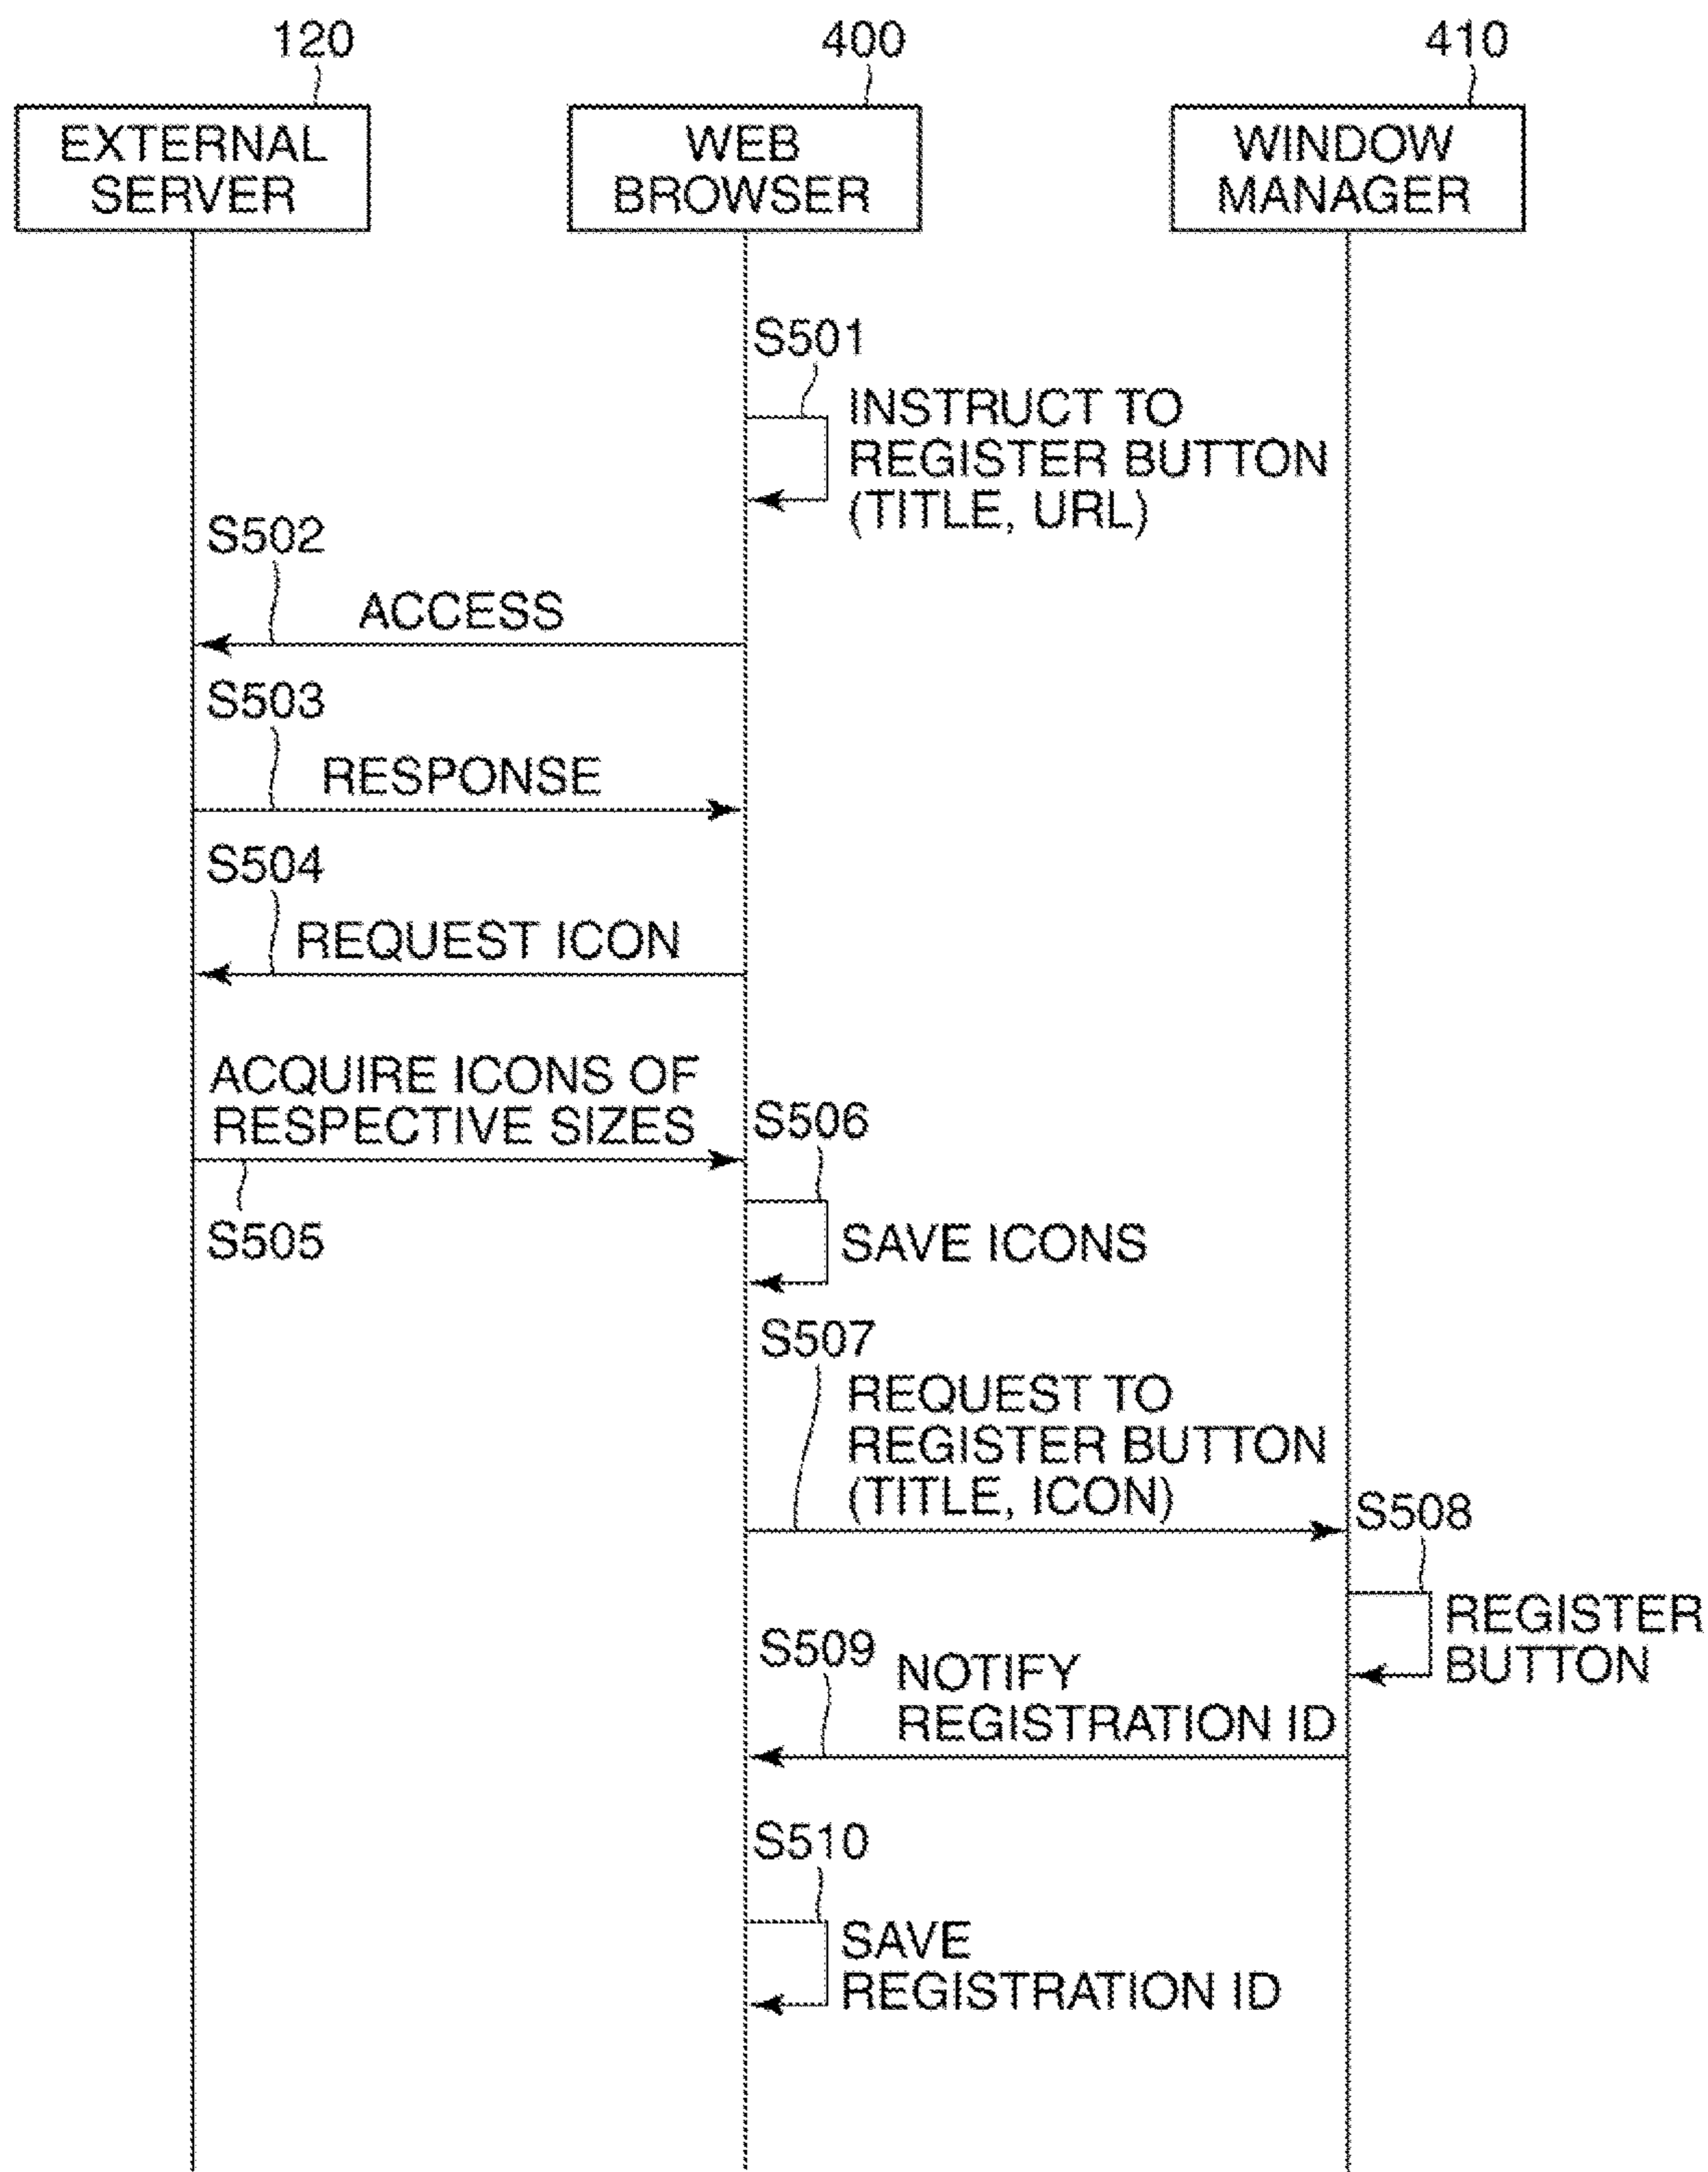 120
400
410
EXTERNAL
SERVER
WEB
BROWSER
WINDOW
MANAGER
S501
INSTRUCT TO
REGISTER BUTTON
(TITLE, URL)
S502
ACCESS
S503
RESPONSE
S504
REQUEST ICON
ACQUIRE ICONS OF
RESPECTIVE SIZES
S505
S506
SAVE ICONS
S507
REQUEST TO
REGISTER BUTTON
(TITLE, ICON)
S508
REGISTER
BUTTON
S509
NOTIFY
REGISTRATION ID
S510
SAVE
REGISTRATION ID